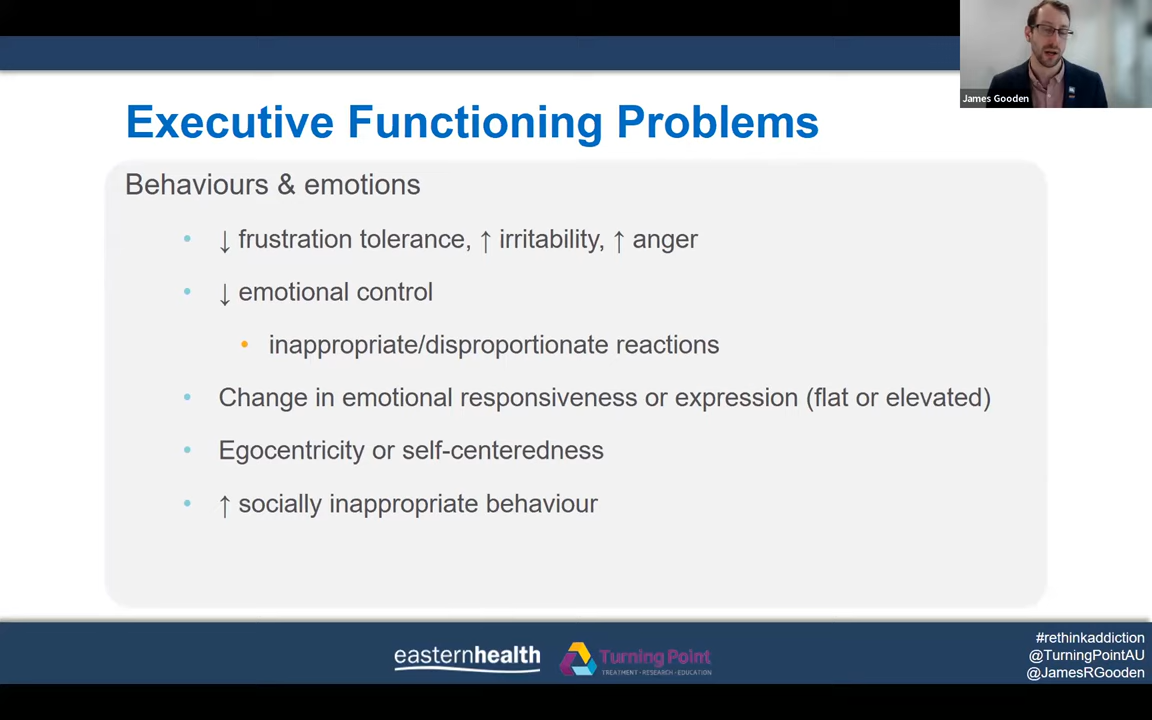 James Gooden
Executive Functioning Problems
Behaviours & emotions
• ↓ frustration tolerance, ↑ irritability, ↑ anger
• ↓ emotional control
• inappropriate/disproportionate reactions
• Change in emotional responsiveness or expression (flat or elevated)
• Egocentricity or self-centeredness
• ↑ socially inappropriate behaviour
easternhealth
Turning Point
TREATMENT • RESEARCH • EDUCATION
#rethinkaddiction
@TurningPointAU
@JamesRGooden